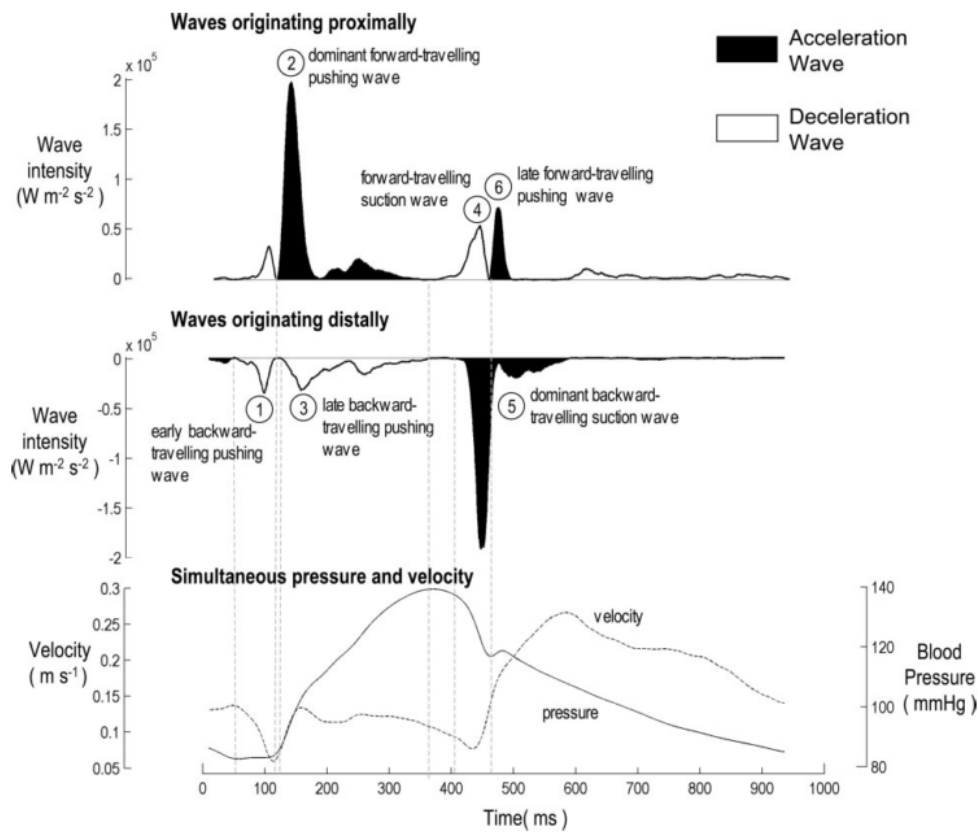 Waves originating proximally
Acceleration
Wave
Deceleration
Wave
× 10⁵
2
1.5
1
0.5
0
Wave
intensity
(W m⁻² s⁻²)
2
dominant forward-travelling
pushing wave
forward-travelling
suction wave
4
6
late forward-travelling
pushing wave
Waves originating distally
× 10⁵
0
-0.5
-1
-1.5
-2
Wave
intensity
(W m⁻² s⁻²)
1
early backward-
travelling pushing
wave
3
late backward-
travelling pushing
wave
5
dominant backward-
travelling suction wave
Simultaneous pressure and velocity
0.3
0.25
0.2
0.15
0.1
0.05
Velocity
( m s⁻¹)
velocity
pressure
140
120
100
80
Blood
Pressure
( mmHg)
0 100 200 300 400 500 600 700 800 900 1000
Time( ms)